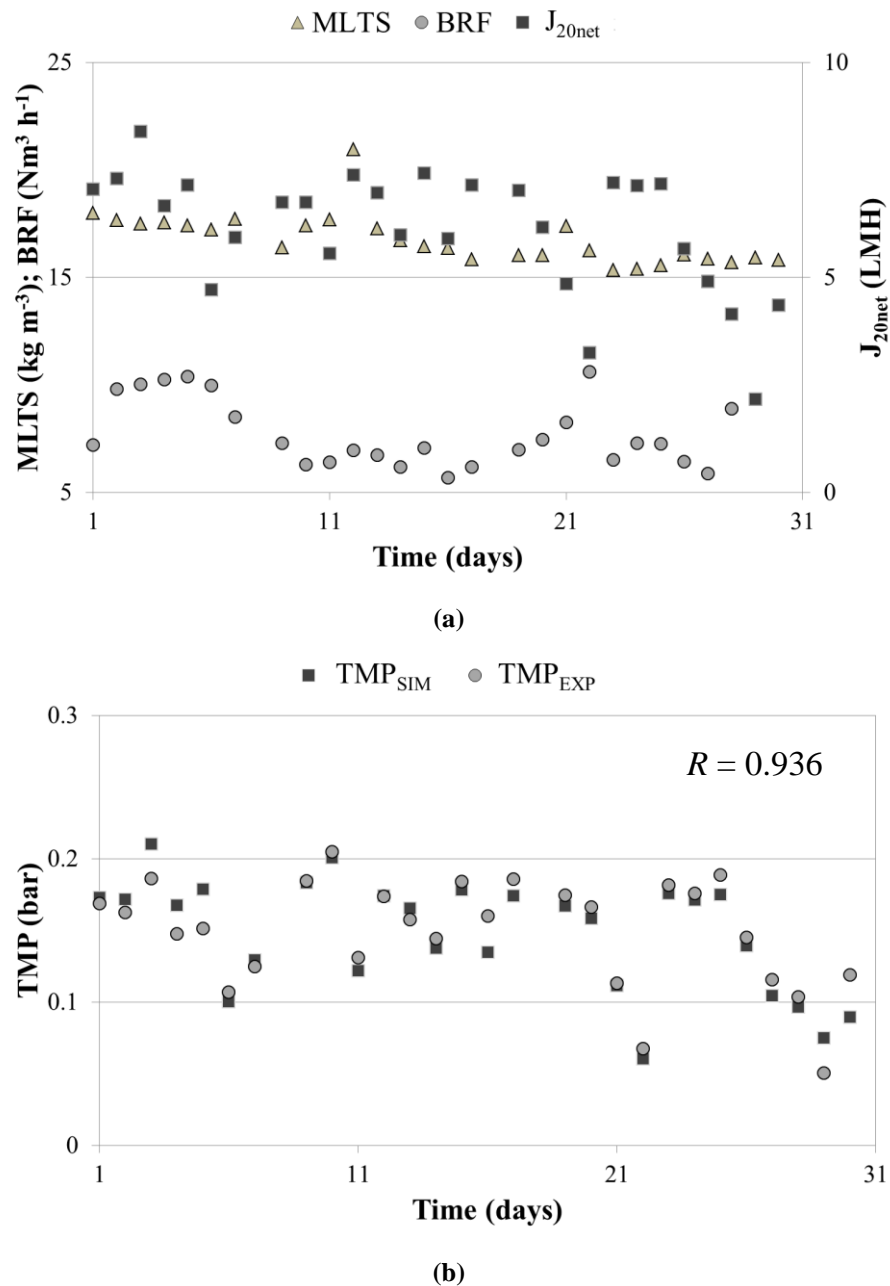 MLTS BRF J20net
25
15
5
10
5
0
MLTS (kg m-3); BRF (Nm3 h-1)
J20net (LMH)
1 11 21 31
Time (days)
(a)
TMPSIM TMPEXP
0.3
R = 0.936
0.2
0.1
0
TMP (bar)
1 11 21 31
Time (days)
(b)